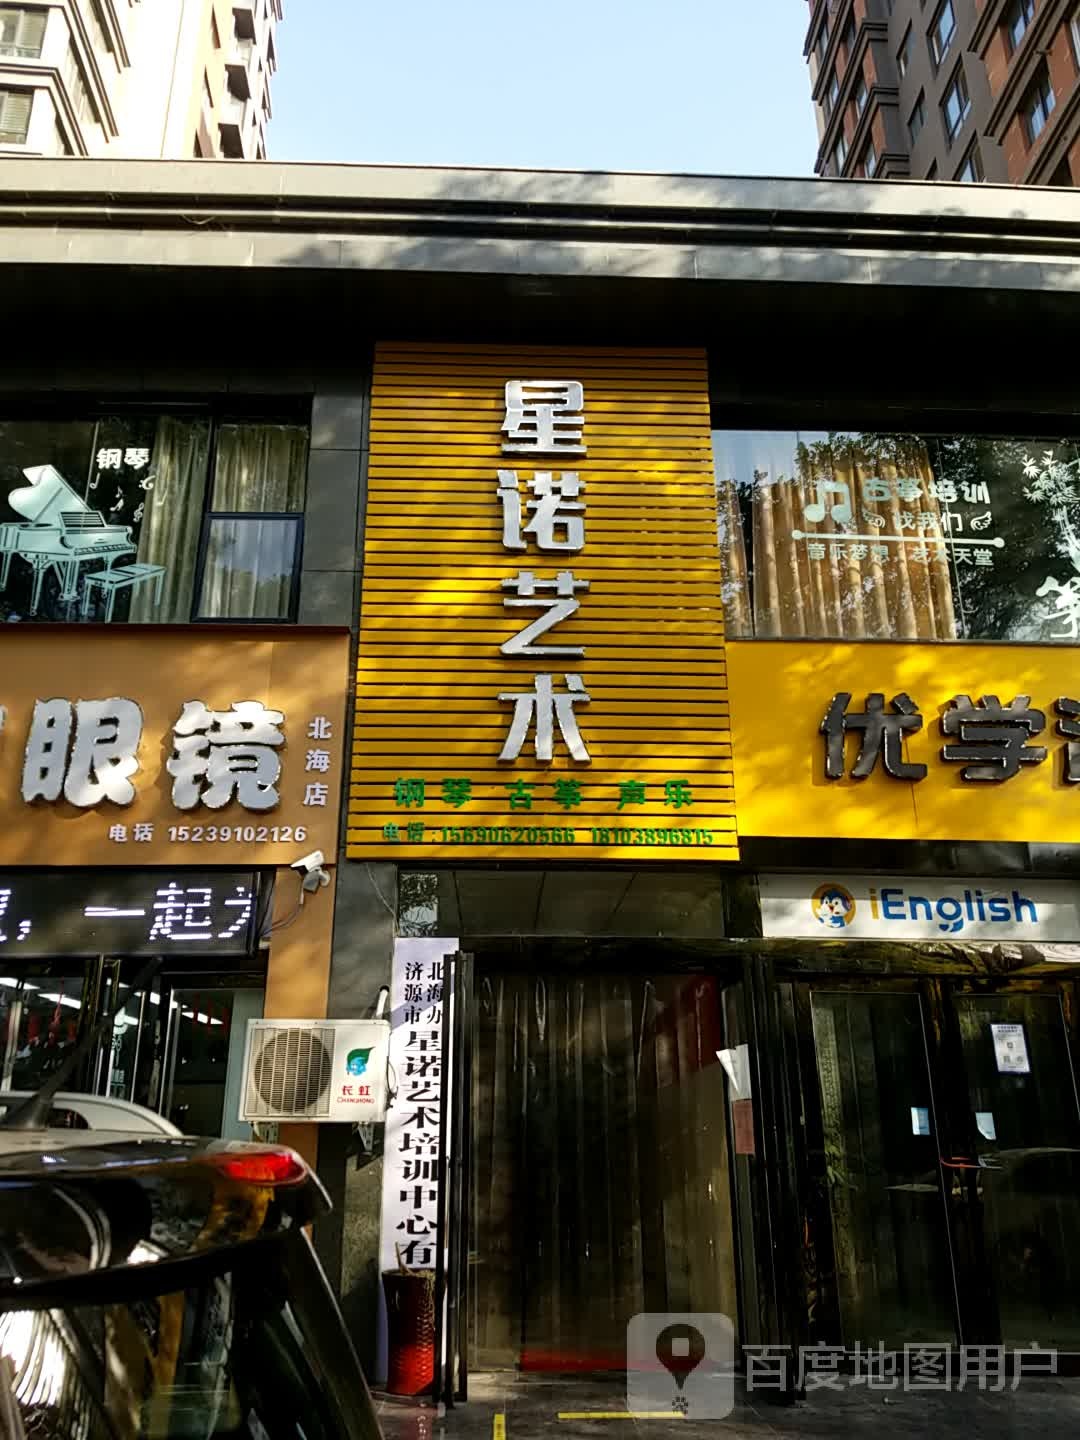 钢琴
古筝培训
找我们
音乐梦想·艺术天堂
筝
星诺艺术
钢琴 古筝 声乐
电话:15690620566 18103896815
眼镜
北海店
电话 15239102126
,一起
优学
iEnglish
长虹
CHANGHONG
济源市
北海办
星诺艺术培训中心有
百度地图用户